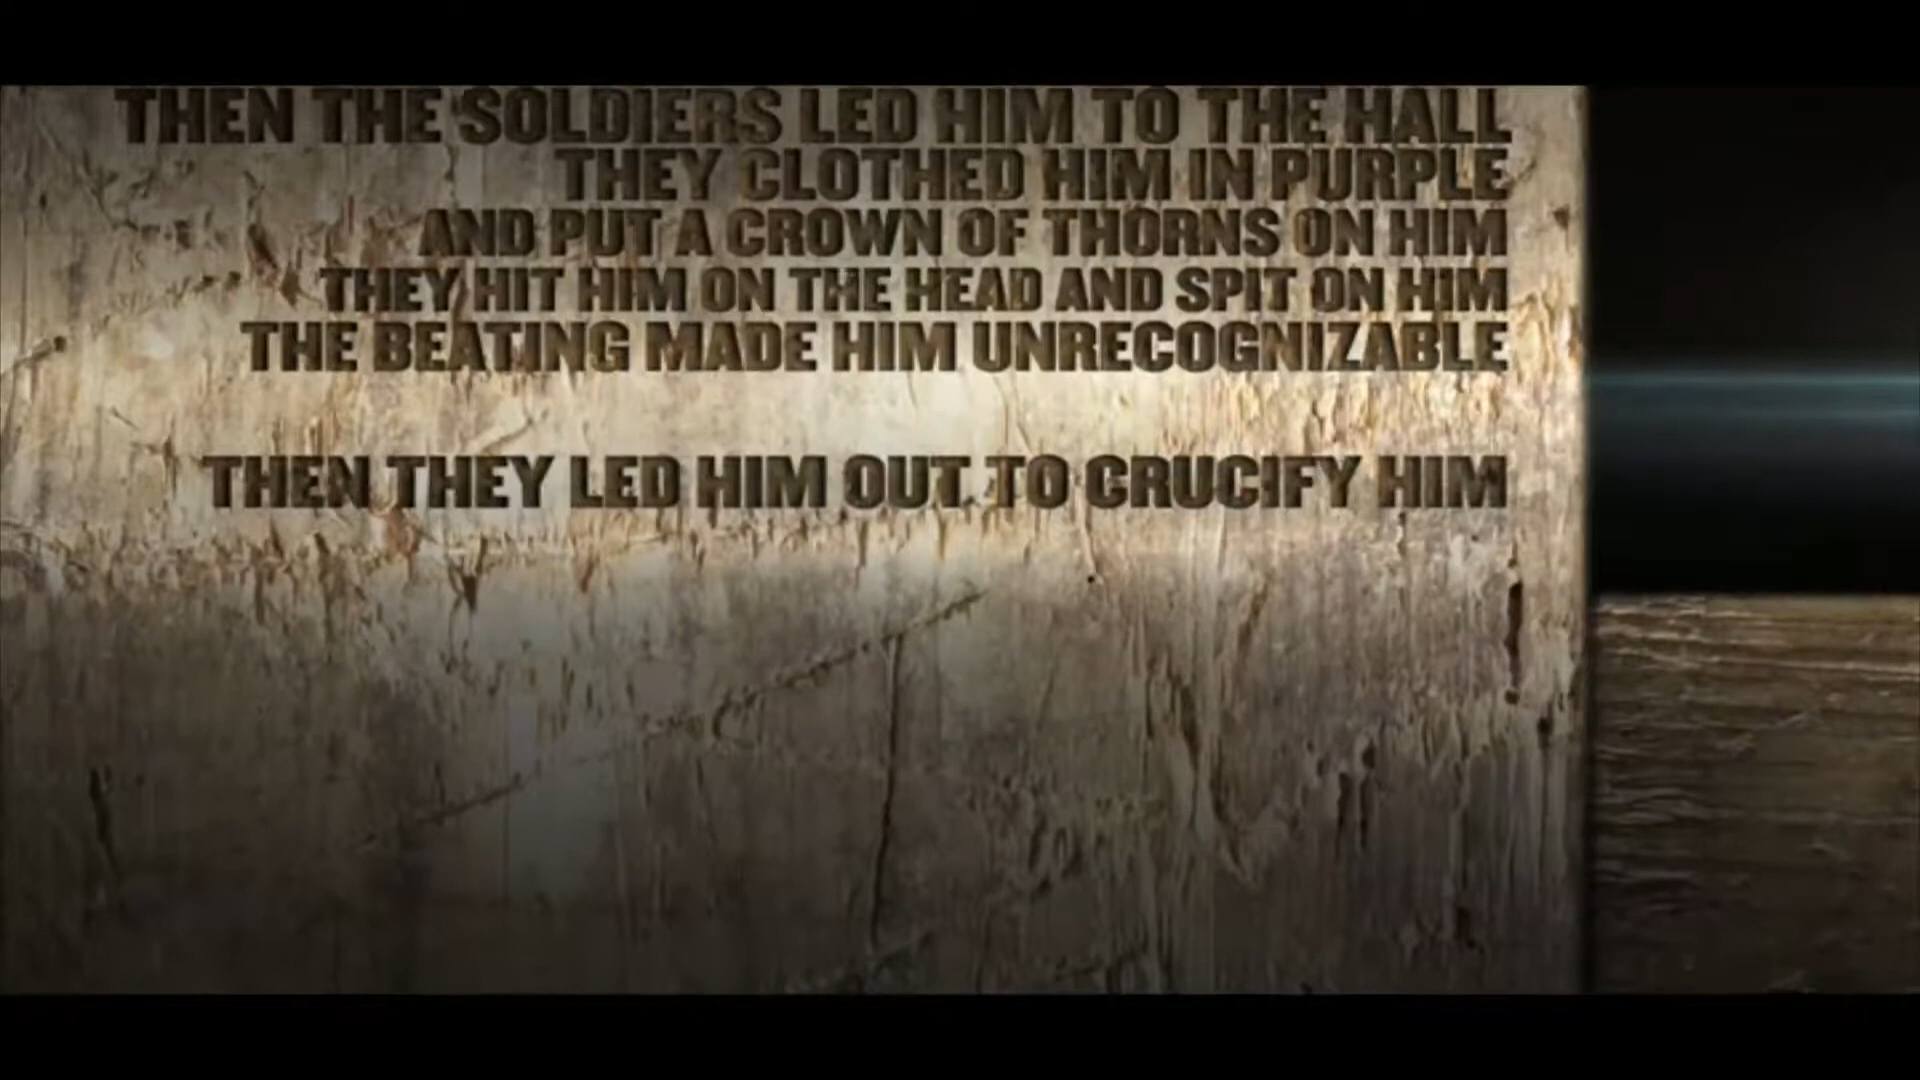 THEN THE SOLDIERS LED HIM TO THE HALL
THEY CLOTHED HIM IN PURPLE
AND PUT A CROWN OF THORNS ON HIM
THEY HIT HIM ON THE HEAD AND SPIT ON HIM
THE BEATING MADE HIM UNRECOGNIZABLE
THEN THEY LED HIM OUT TO CRUCIFY HIM